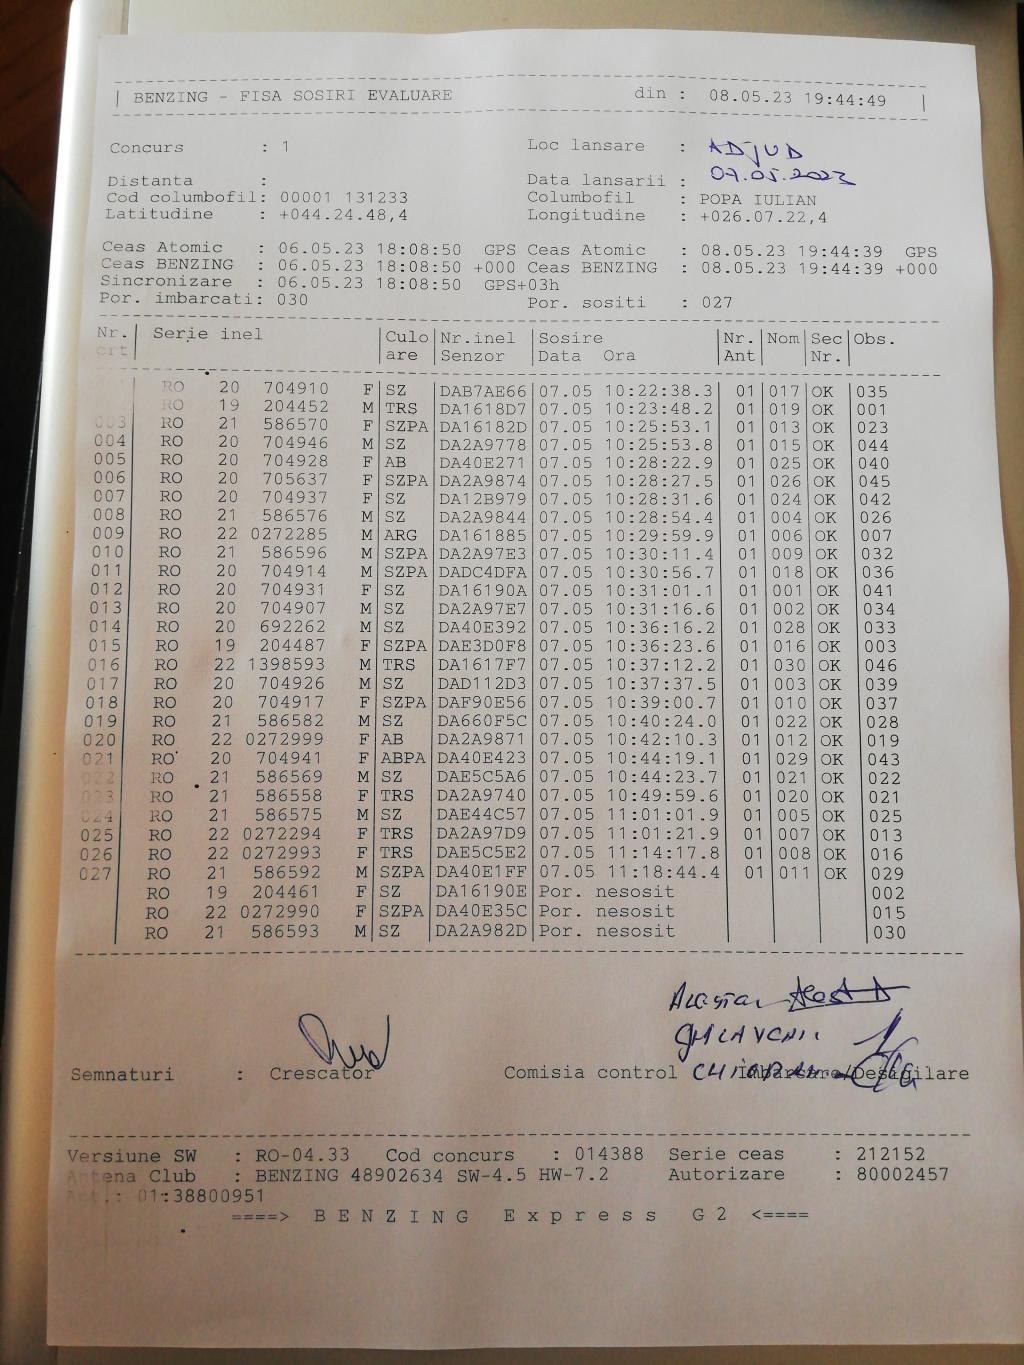 | BENZING - FISA SOSIRI EVALUARE din : 08.05.23 19:44:49 |
Concurs : 1 Loc lansare : ADJUD
Distanta : Data lansarii : 07.05.2023
Cod columbofil: 00001 131233 Columbofil : POPA IULIAN
Latitudine : +044.24.48,4 Longitudine : +026.07.22,4
Ceas Atomic : 06.05.23 18:08:50 GPS Ceas Atomic : 08.05.23 19:44:39 GPS
Ceas BENZING : 06.05.23 18:08:50 +000 Ceas BENZING : 08.05.23 19:44:39 +000
Sincronizare : 06.05.23 18:08:50 GPS+03h
Por. imbarcati: 030 Por. sositi : 027
Nr. | Serie inel |Culo|Nr.inel |Sosire |Nr. |Nom|Sec|Obs.
crt| |are |Senzor |Data Ora |Ant | |Nr.|
RO 20 704910 F|SZ |DAB7AE66|07.05 10:22:38.3| 01|017|OK |035
RO 19 204452 M|TRS |DA1618D7|07.05 10:23:48.2| 01|019|OK |001
003 RO 21 586570 F|SZPA|DA16182D|07.05 10:25:53.1| 01|013|OK |023
004 RO 20 704946 M|SZ |DA2A9778|07.05 10:25:53.8| 01|015|OK |044
005 RO 20 704928 F|AB |DA40E271|07.05 10:28:22.9| 01|025|OK |040
006 RO 20 705637 F|SZPA|DA2A9874|07.05 10:28:27.5| 01|026|OK |045
007 RO 20 704937 F|SZ |DA12B979|07.05 10:28:31.6| 01|024|OK |042
008 RO 21 586576 M|SZ |DA2A9844|07.05 10:28:54.4| 01|004|OK |026
009 RO 22 0272285 M|ARG |DA161885|07.05 10:29:59.9| 01|006|OK |007
010 RO 21 586596 M|SZPA|DA2A97E3|07.05 10:30:11.4| 01|009|OK |032
011 RO 20 704914 M|SZPA|DADC4DFA|07.05 10:30:56.7| 01|018|OK |036
012 RO 20 704931 F|SZ |DA16190A|07.05 10:31:01.1| 01|001|OK |041
013 RO 20 704907 M|SZ |DA2A97E7|07.05 10:31:16.6| 01|002|OK |034
014 RO 20 692262 M|SZ |DA40E392|07.05 10:36:16.2| 01|028|OK |033
015 RO 19 204487 F|SZPA|DAE3D0F8|07.05 10:36:23.6| 01|016|OK |003
016 RO 22 1398593 M|TRS |DA1617F7|07.05 10:37:12.2| 01|030|OK |046
017 RO 20 704926 M|SZ |DAD112D3|07.05 10:37:37.5| 01|003|OK |039
018 RO 20 704917 F|SZPA|DAF90E56|07.05 10:39:00.7| 01|010|OK |037
019 RO 21 586582 M|SZ |DA660F5C|07.05 10:40:24.0| 01|022|OK |028
020 RO 22 0272999 F|AB |DA2A9871|07.05 10:42:10.3| 01|012|OK |019
021 RO 20 704941 F|ABPA|DA40E423|07.05 10:44:19.1| 01|029|OK |043
022 RO 21 586569 M|SZ |DAE5C5A6|07.05 10:44:23.7| 01|021|OK |022
023 RO 21 586558 F|TRS |DA2A9740|07.05 10:49:59.6| 01|020|OK |021
024 RO 21 586575 M|SZ |DAE44C57|07.05 11:01:01.9| 01|005|OK |025
025 RO 22 0272294 F|TRS |DA2A97D9|07.05 11:01:21.9| 01|007|OK |013
026 RO 22 0272993 F|TRS |DAE5C5E2|07.05 11:14:17.8| 01|008|OK |016
027 RO 21 586592 M|SZPA|DA40E1FF|07.05 11:18:44.4| 01|011|OK |029
RO 19 204461 F|SZ |DA16190E|Por. nesosit | | | |002
RO 22 0272990 F|SZPA|DA40E35C|Por. nesosit | | | |015
RO 21 586593 M|SZ |DA2A982D|Por. nesosit | | | |030
Semnaturi : Crescator Comisia control Imbarcare/Desigilare
Versiune SW : RO-04.33 Cod concurs : 014388 Serie ceas : 212152
Antena Club : BENZING 48902634 SW-4.5 HW-7.2 Autorizare : 80002457
Ant.: 01:38800951
====> B E N Z I N G E x p r e s s G 2 <====